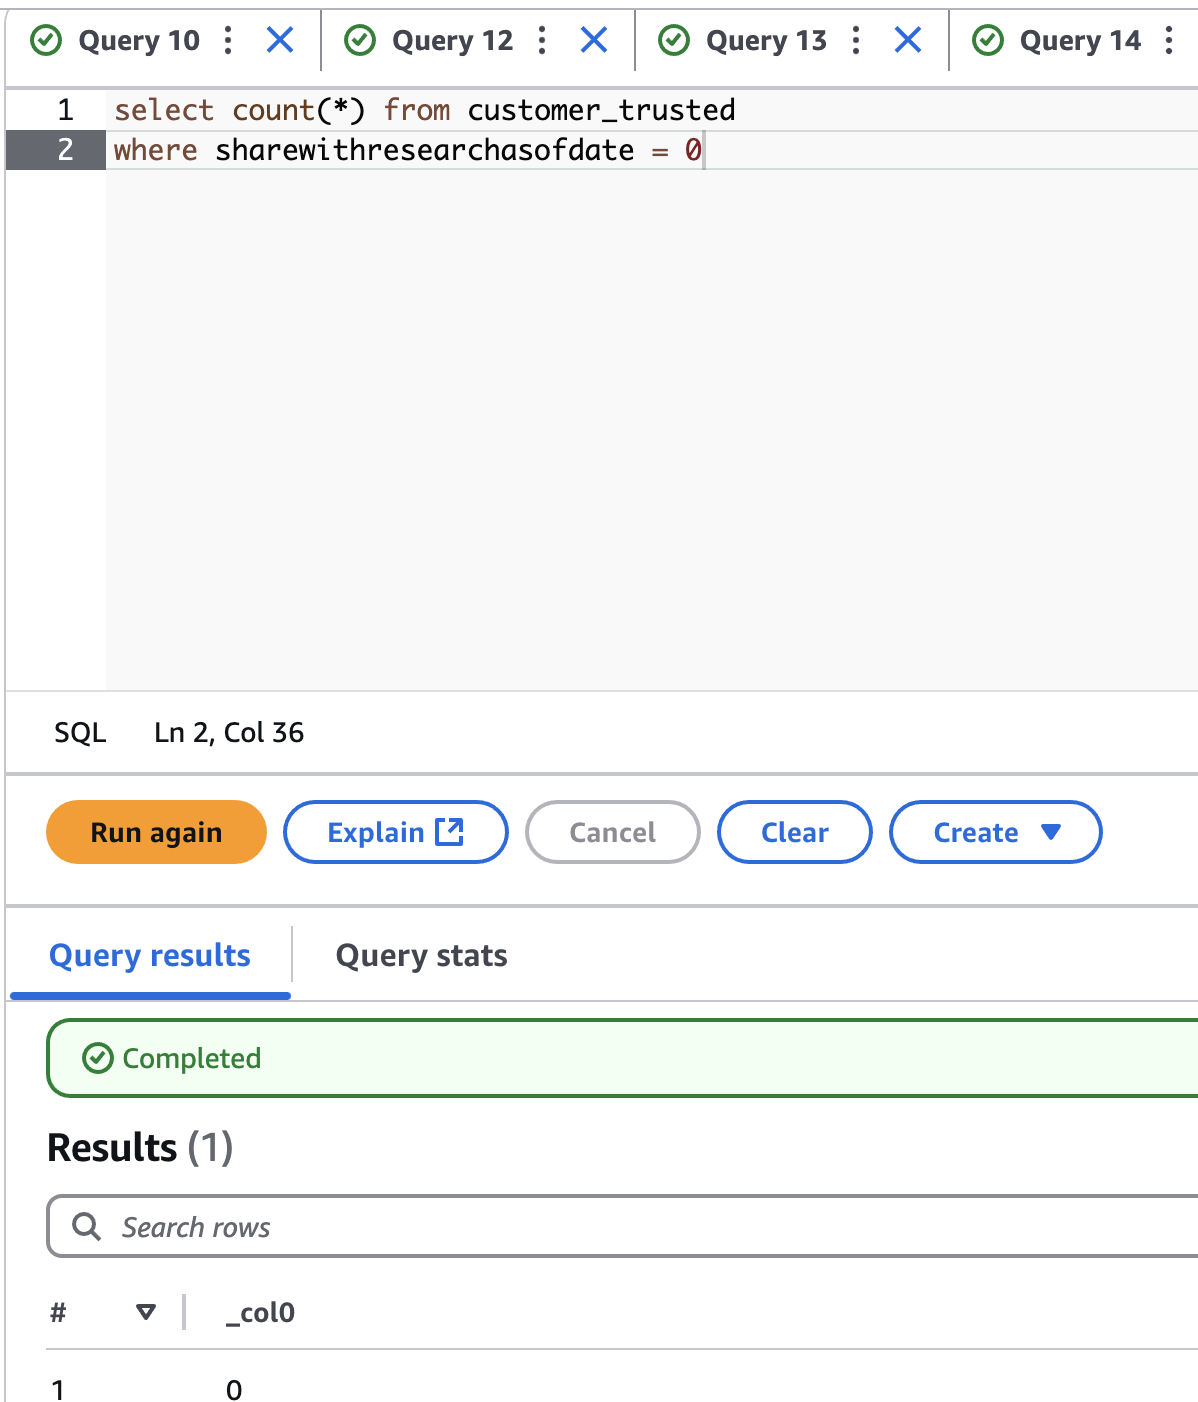 Query 10 Query 12 Query 13 Query 14
1 select count(*) from customer_trusted
2 where sharewithresearchasofdate = 0
SQL Ln 2, Col 36
Run again Explain Cancel Clear Create
Query results Query stats
Completed
Results (1)
Search rows
# _col0
1 0